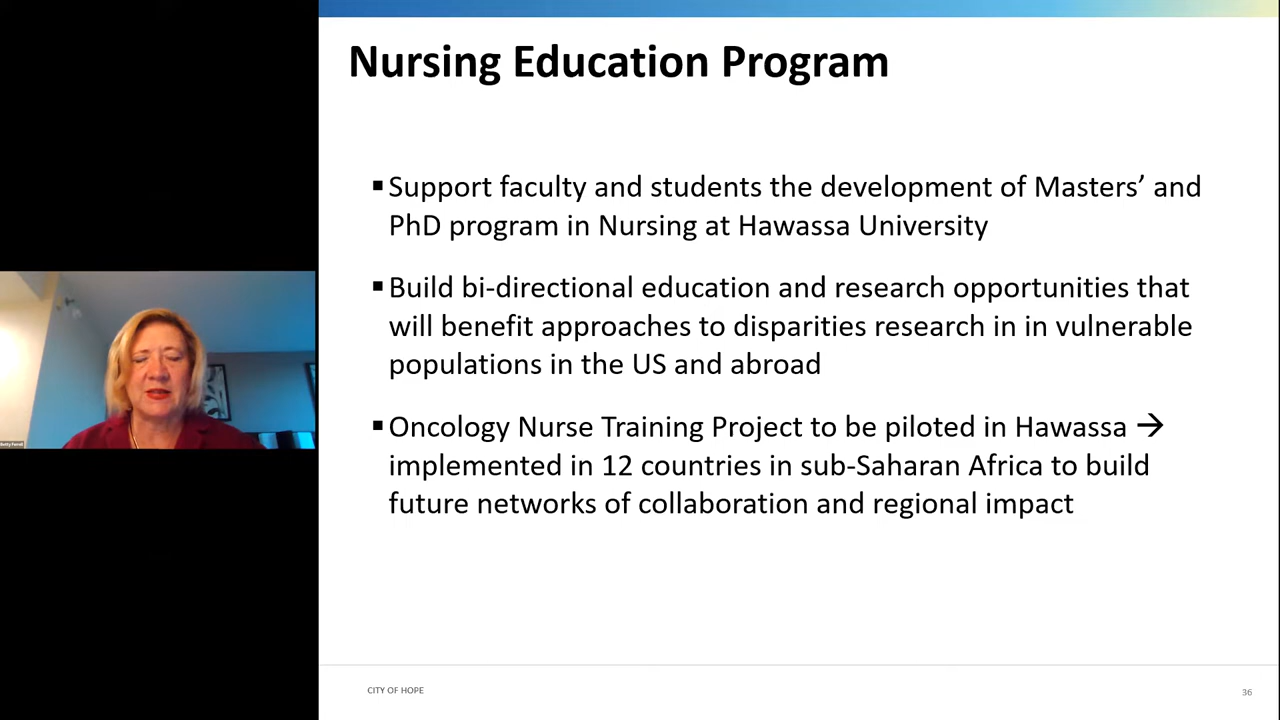 Nursing Education Program
▪Support faculty and students the development of Masters’ and
PhD program in Nursing at Hawassa University
▪Build bi-directional education and research opportunities that
will benefit approaches to disparities research in in vulnerable
populations in the US and abroad
▪Oncology Nurse Training Project to be piloted in Hawassa →
implemented in 12 countries in sub-Saharan Africa to build
future networks of collaboration and regional impact
CITY OF HOPE
36